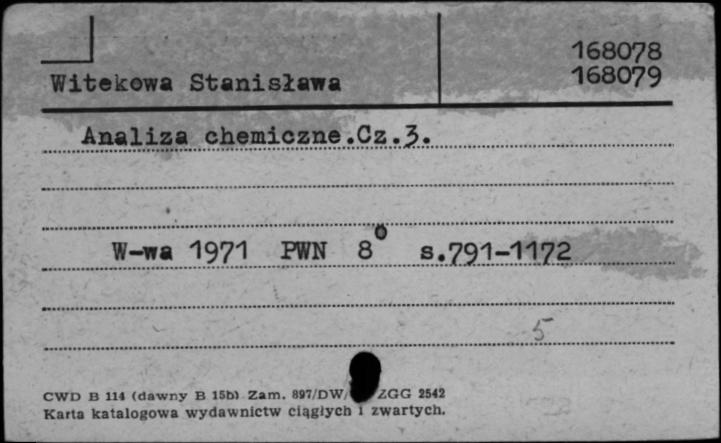 168078
Witekowa Stanisława 168079
Analiza chemiczne.Cz.3.
W-wa 1971 PWN 8° s.791-1172
5
CWD B 114 (dawny B 15b) Zam. 897/DW/ ZGG 2542
Karta katalogowa wydawnictw ciągłych i zwartych.